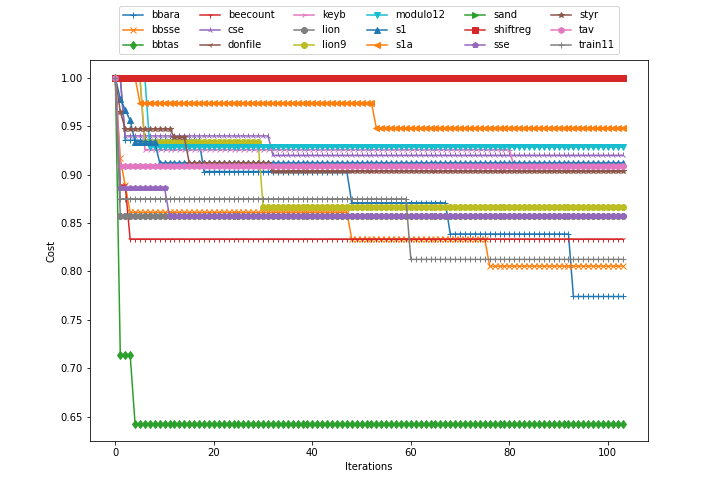 bbara beecount keyb modulo12 sand styr
bbsse cse lion s1 shiftreg tav
bbtas donfile lion9 s1a sse train11
1.00
0.95
0.90
0.85
0.80
0.75
0.70
0.65
Cost
0 20 40 60 80 100
Iterations